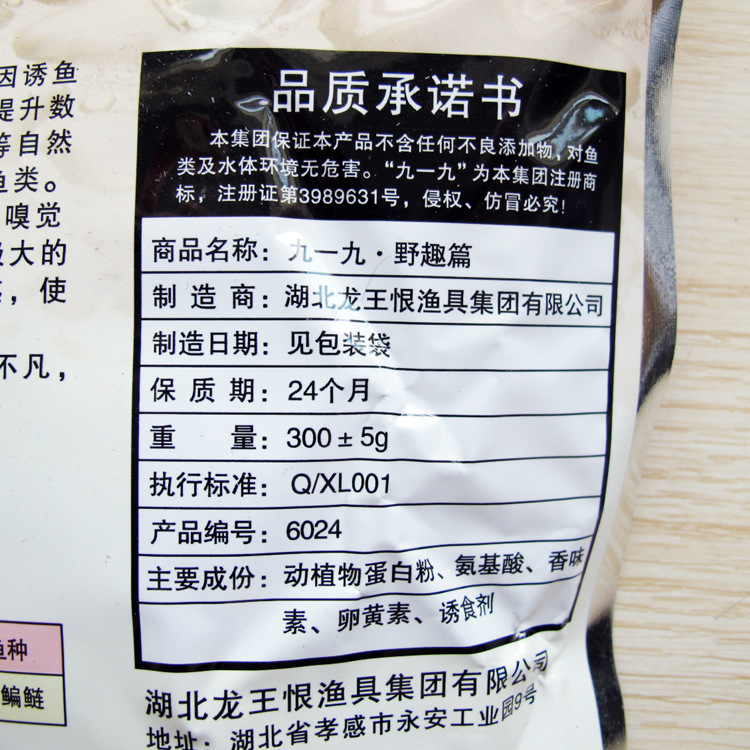 因诱鱼
提升数
等自然
鱼类。
嗅觉
极大的
，使
不凡，
鱼种
鳊鲢
品质承诺书
本集团保证本产品不含任何不良添加物，对鱼
类及水体环境无危害。“九一九”为本集团注册商
标，注册证第3989631号，侵权、仿冒必究！
商品名称：九一九·野趣篇
制造商：湖北龙王恨渔具集团有限公司
制造日期：见包装袋
保质期：24个月
重量：300±5g
执行标准：Q/XL001
产品编号：6024
主要成份：动植物蛋白粉、氨基酸、香味
素、卵黄素、诱食剂
湖北龙王恨渔具集团有限公司
地址：湖北省孝感市永安工业园9号